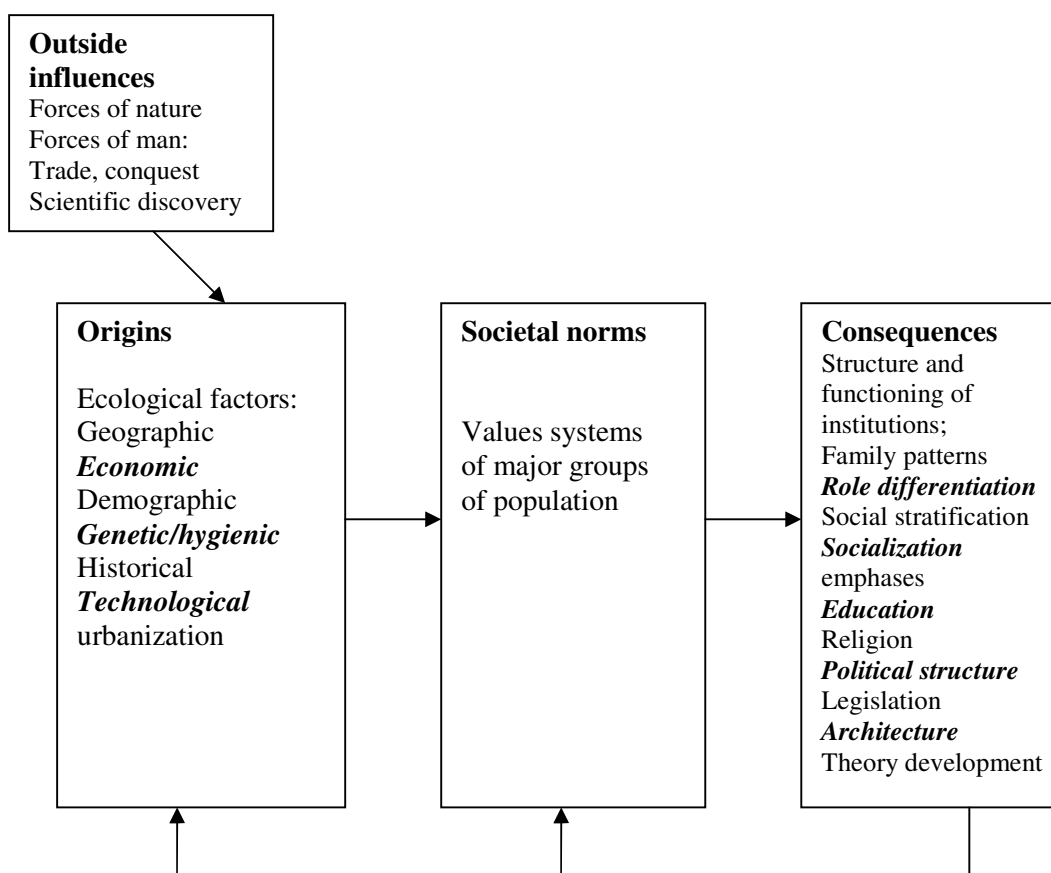 Outside
influences
Forces of nature
Forces of man:
Trade, conquest
Scientific discovery
Origins
Ecological factors:
Geographic
Economic
Demographic
Genetic/hygienic
Historical
Technological
urbanization
Societal norms
Values systems
of major groups
of population
Consequences
Structure and
functioning of
institutions;
Family patterns
Role differentiation
Social stratification
Socialization
emphases
Education
Religion
Political structure
Legislation
Architecture
Theory development